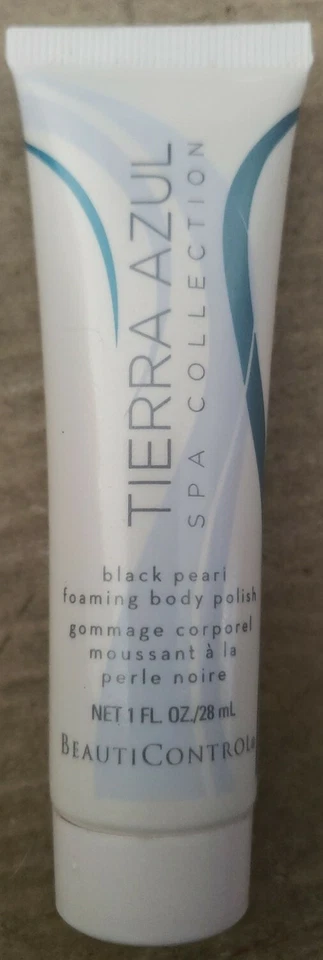 TIERRA AZUL
SPA COLLECTION
black pearl
foaming body polish
gommage corporel
moussant à la
perle noire
NET 1 FL. OZ./28 mL
BEAUTICONTROL